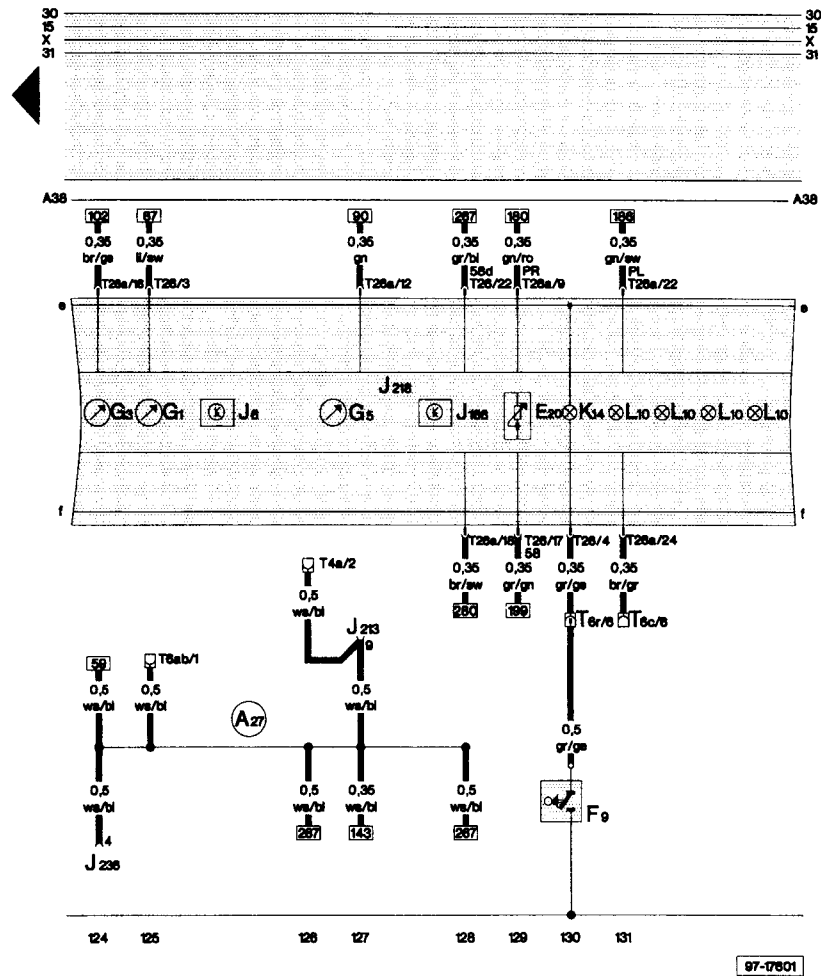 30 30
15 15
X X
31 31
A38 A38
102 67 90 267 180 186
0,35 0,35 0,35 0,35 0,35 0,35
br/ge li/sw gn gr/bl gn/ro gn/sw
58d PR PL
T26a/16 T26/3 T26a/12 T26/22 T26a/9 T26a/22
e e
J218
G3 G1 J6 G5 J166 E20 K14 L10 L10 L10 L10
f f
T26a/18 T26/17 T26/4 T26a/24
58
0,35 0,35 0,35 0,35
br/sw gr/gn gr/ge br/gr
260 199 T6r/6 T6c/6
T4a/2
0,5
ws/bl
J213
9
59 T6ab/1
0,5 0,5 0,5
ws/bl ws/bl ws/bl
A27
0,5
gr/ge
0,5 0,5 0,35 0,5
ws/bl ws/bl ws/bl ws/bl
267 143 267
F9
4
J236
124 125 126 127 128 129 130 131
97-17601